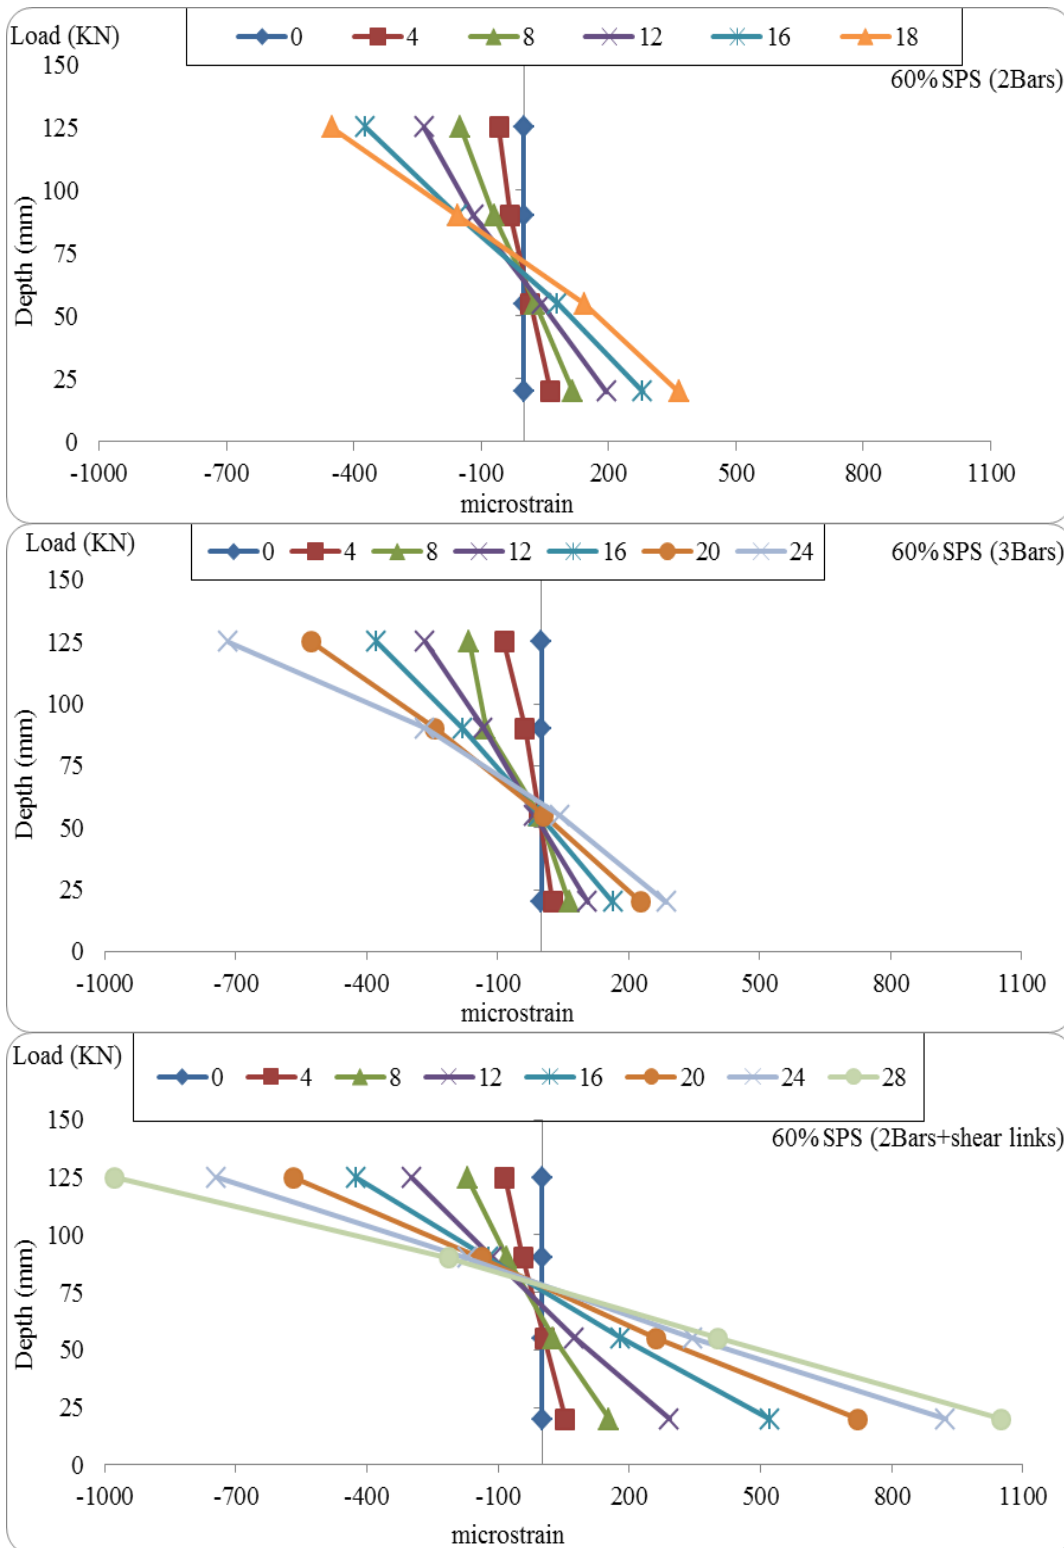 Load (KN)
0 4 8 12 16 18
60%SPS (2Bars)
150
125
100
75
50
25
0
Depth (mm)
-1000 -700 -400 -100 200 500 800 1100
microstrain
Load (KN)
0 4 8 12 16 20 24
60%SPS (3Bars)
150
125
100
75
50
25
0
Depth (mm)
-1000 -700 -400 -100 200 500 800 1100
microstrain
Load (KN)
0 4 8 12 16 20 24 28
60%SPS (2Bars+shear links)
150
125
100
75
50
25
0
Depth (mm)
-1000 -700 -400 -100 200 500 800 1100
microstrain